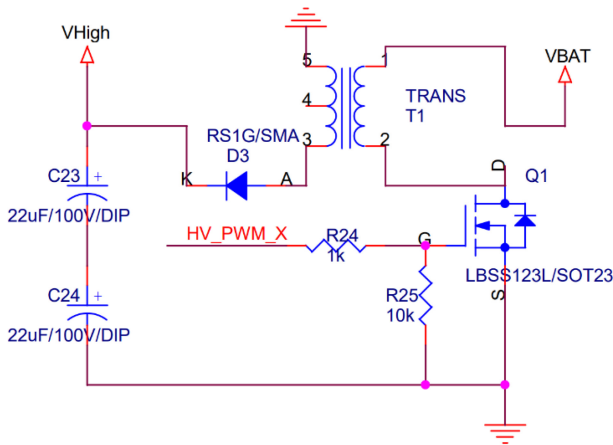 VHigh
5
1
VBAT
4
TRANS
T1
RS1G/SMA
D3
3
2
D
C23
+
K
A
Q1
22uF/100V/DIP
HV_PWM_X
R24
1k
G
LBSS123L/SOT23
C24
+
R25
10k
S
22uF/100V/DIP